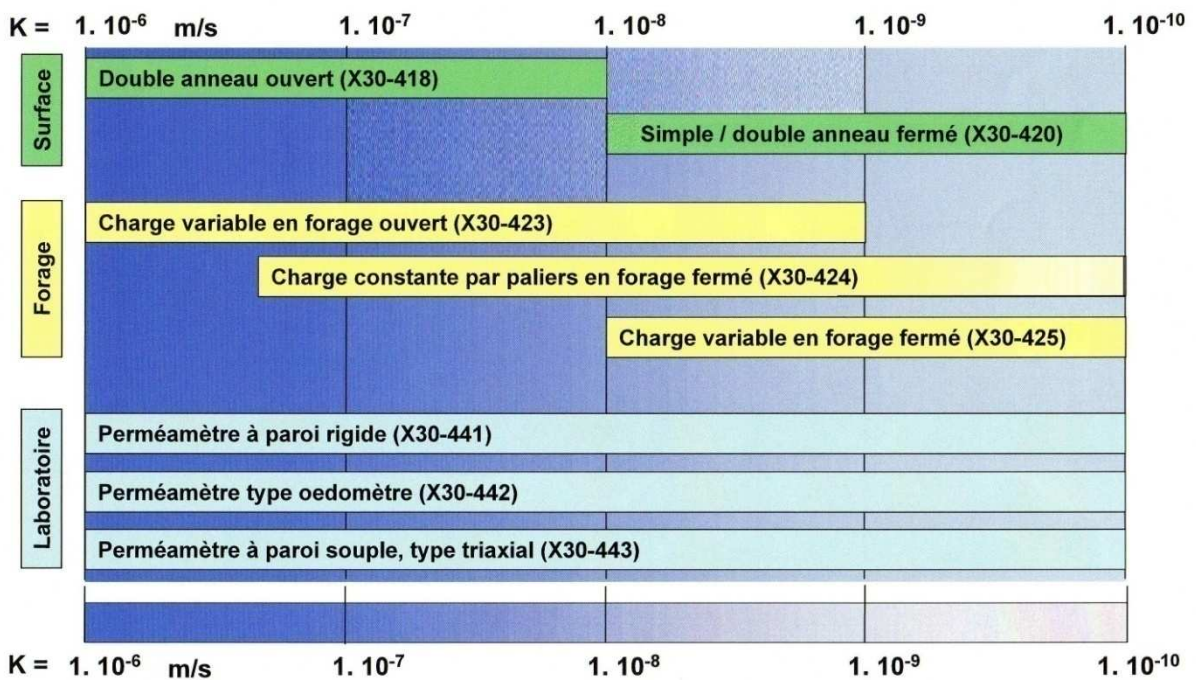 K = 1. 10⁻⁶ m/s 1. 10⁻⁷ 1. 10⁻⁸ 1. 10⁻⁹ 1. 10⁻¹⁰
Surface
Double anneau ouvert (X30-418)
Simple / double anneau fermé (X30-420)
Forage
Charge variable en forage ouvert (X30-423)
Charge constante par paliers en forage fermé (X30-424)
Charge variable en forage fermé (X30-425)
Laboratoire
Perméamètre à paroi rigide (X30-441)
Perméamètre type oedomètre (X30-442)
Perméamètre à paroi souple, type triaxial (X30-443)
K = 1. 10⁻⁶ m/s 1. 10⁻⁷ 1. 10⁻⁸ 1. 10⁻⁹ 1. 10⁻¹⁰